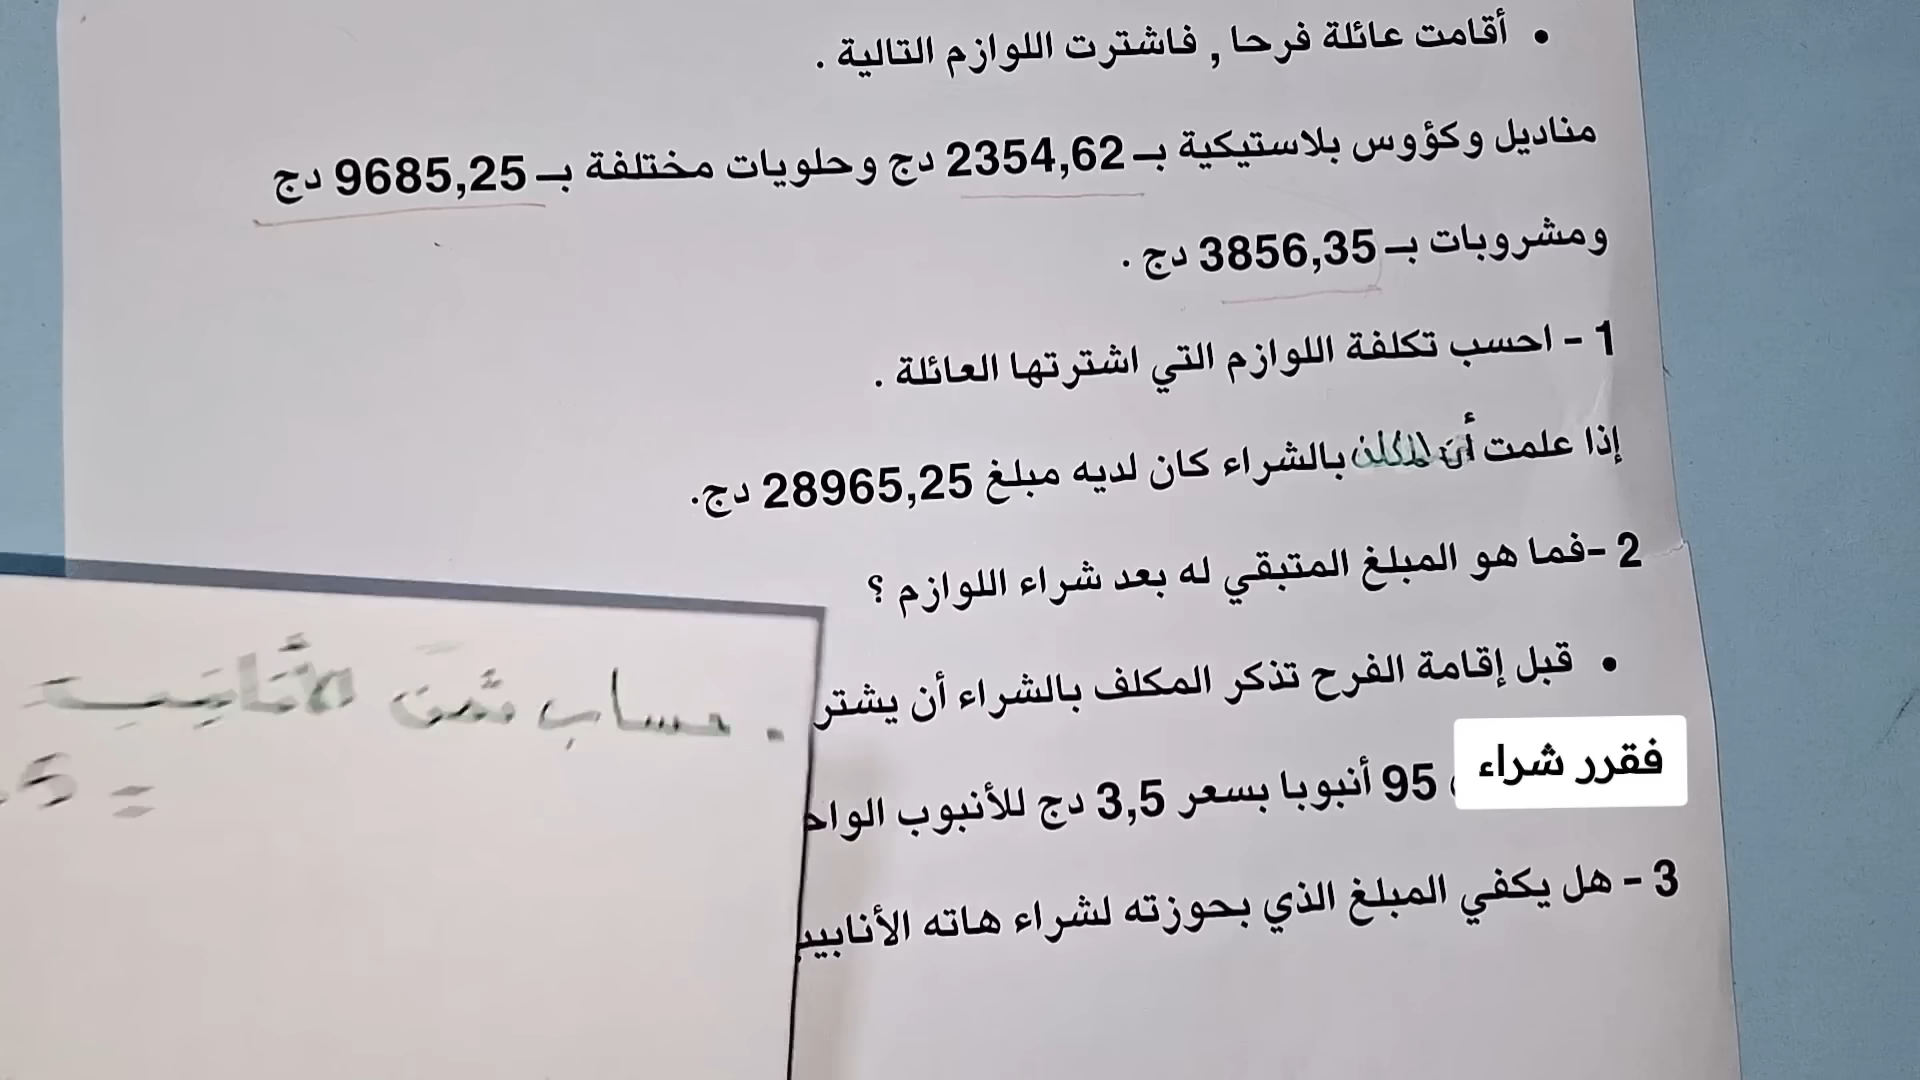 • أقامت عائلة فرحا , فاشترت اللوازم التالية .
مناديل وكؤوس بلاستيكية بـ 2354,62 دج وحلويات مختلفة بـ 9685,25 دج
ومشروبات بـ 3856,35 دج .
1 - احسب تكلفة اللوازم التي اشترتها العائلة .
إذا علمت أن المكلف بالشراء كان لديه مبلغ 28965,25 دج.
2 -فما هو المبلغ المتبقي له بعد شراء اللوازم ؟
• قبل إقامة الفرح تذكر المكلف بالشراء أن يشتر
فقرر شراء 95 أنبوبا بسعر 3,5 دج للأنبوب
3 - هل يكفي المبلغ الذي بحوزته لشراء هاته
. حساب ثمن الأنابيب
= 5